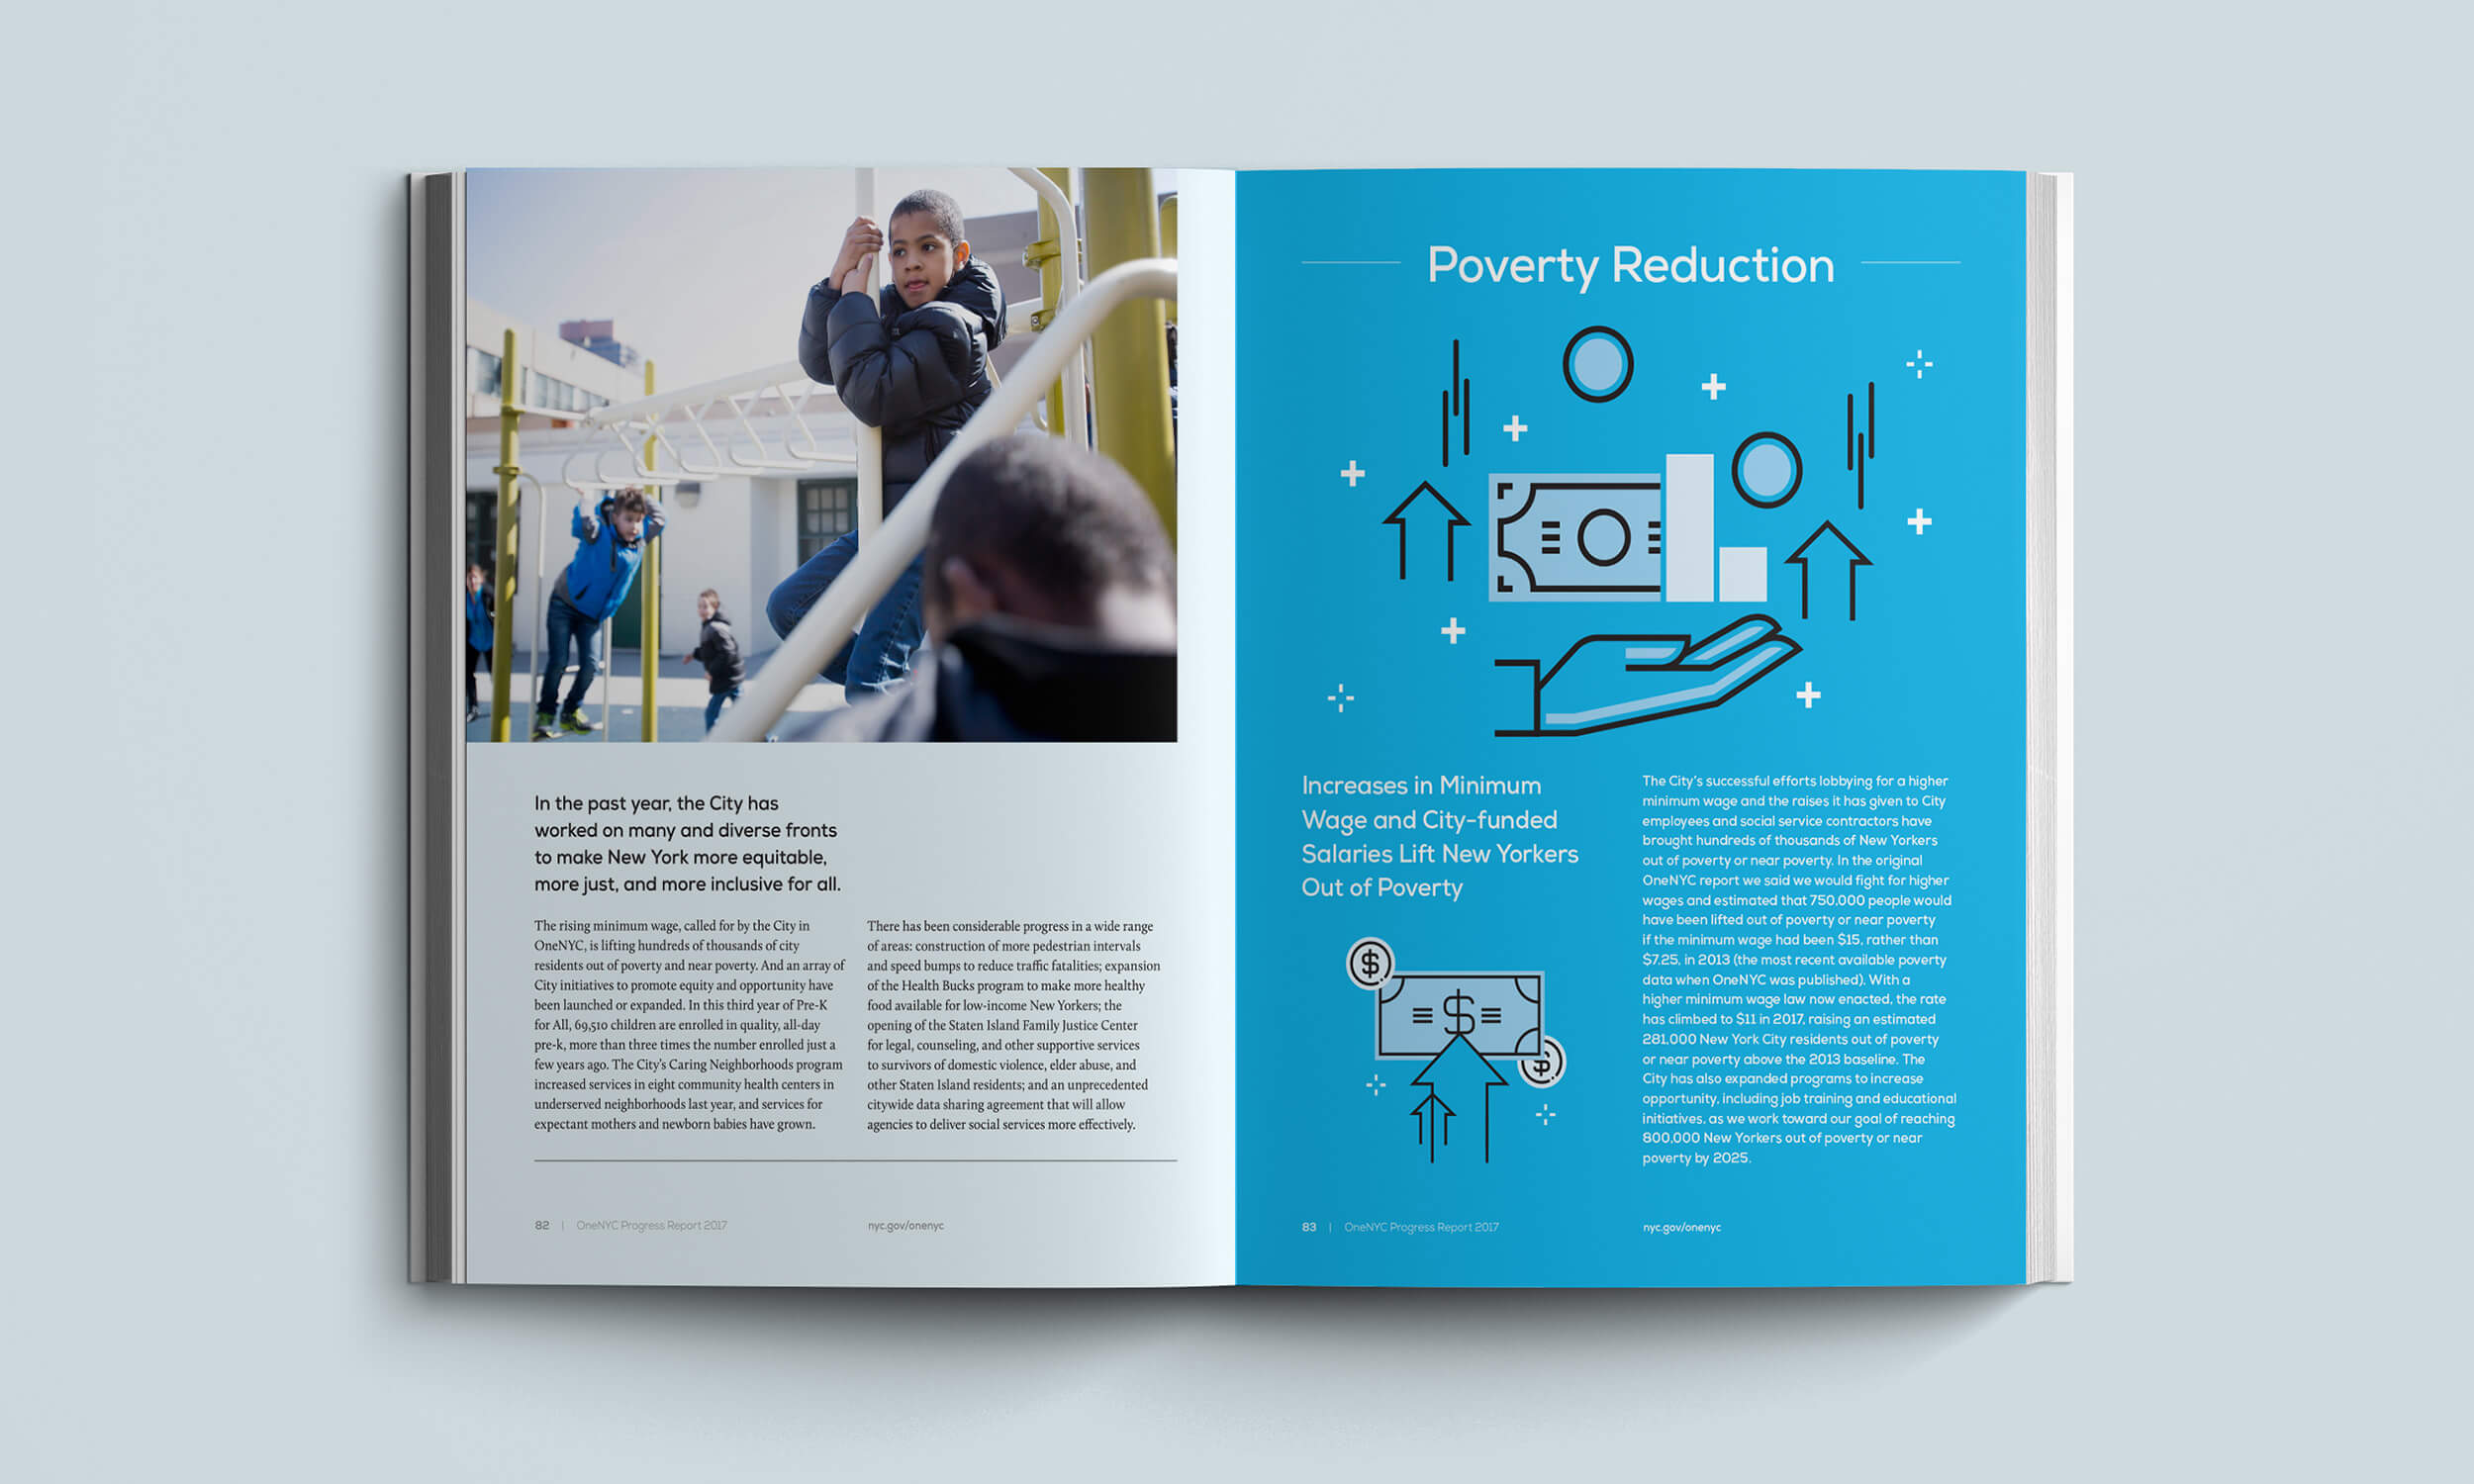 In the past year, the City has
worked on many and diverse fronts
to make New York more equitable,
more just, and more inclusive for all.
The rising minimum wage, called for by the City in
OneNYC, is lifting hundreds of thousands of city
residents out of poverty and near poverty. And an array of
City initiatives to promote equity and opportunity have
been launched or expanded. In this third year of Pre-K
for All, 69,510 children are enrolled in quality, all-day
pre-k, more than three times the number enrolled just a
few years ago. The City's Caring Neighborhoods program
increased services in eight community health centers in
underserved neighborhoods last year, and services for
expectant mothers and newborn babies have grown.
There has been considerable progress in a wide range
of areas: construction of more pedestrian intervals
and speed bumps to reduce traffic fatalities; expansion
of the Health Bucks program to make more healthy
food available for low-income New Yorkers; the
opening of the Staten Island Family Justice Center
for legal, counseling, and other supportive services
to survivors of domestic violence, elder abuse, and
other Staten Island residents; and an unprecedented
citywide data sharing agreement that will allow
agencies to deliver social services more effectively.
82 | OneNYC Progress Report 2017
nyc.gov/onenyc
Poverty Reduction
Increases in Minimum
Wage and City-funded
Salaries Lift New Yorkers
Out of Poverty
$
$
$
The City's successful efforts lobbying for a higher
minimum wage and the raises it has given to City
employees and social service contractors have
brought hundreds of thousands of New Yorkers
out of poverty or near poverty. In the original
OneNYC report we said we would fight for higher
wages and estimated that 750,000 people would
have been lifted out of poverty or near poverty
if the minimum wage had been $15, rather than
$7.25, in 2013 (the most recent available poverty
data when OneNYC was published). With a
higher minimum wage law now enacted, the rate
has climbed to $11 in 2017, raising an estimated
281,000 New York City residents out of poverty
or near poverty above the 2013 baseline. The
City has also expanded programs to increase
opportunity, including job training and educational
initiatives, as we work toward our goal of reaching
800,000 New Yorkers out of poverty or near
poverty by 2025.
83 | OneNYC Progress Report 2017
nyc.gov/onenyc